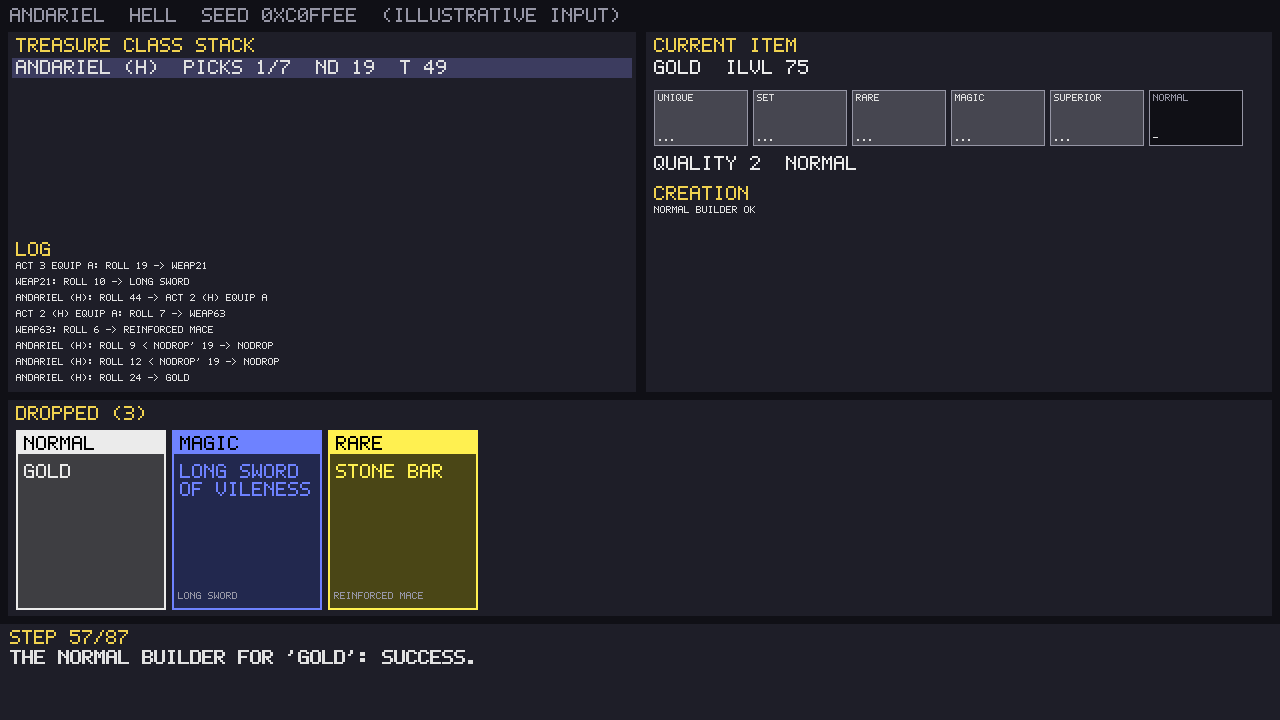 ANDARIEL  HELL  SEED 0XC0FFEE  (ILLUSTRATIVE INPUT)
TREASURE CLASS STACK
ANDARIEL (H)  PICKS 1/7  ND 19  T 49
LOG
ACT 3 EQUIP A: ROLL 19 -> WEAP21
WEAP21: ROLL 10 -> LONG SWORD
ANDARIEL (H): ROLL 44 -> ACT 2 (H) EQUIP A
ACT 2 (H) EQUIP A: ROLL 7 -> WEAP63
WEAP63: ROLL 6 -> REINFORCED MACE
ANDARIEL (H): ROLL 9 < NODROP' 19 -> NODROP
ANDARIEL (H): ROLL 12 < NODROP' 19 -> NODROP
ANDARIEL (H): ROLL 24 -> GOLD
CURRENT ITEM
GOLD  ILVL 75
UNIQUE
...
SET
...
RARE
...
MAGIC
...
SUPERIOR
...
NORMAL
_
QUALITY 2  NORMAL
CREATION
NORMAL BUILDER OK
DROPPED (3)
NORMAL
GOLD
MAGIC
LONG SWORD
OF VILENESS
LONG SWORD
RARE
STONE BAR
REINFORCED MACE
STEP 57/87
THE NORMAL BUILDER FOR 'GOLD': SUCCESS.